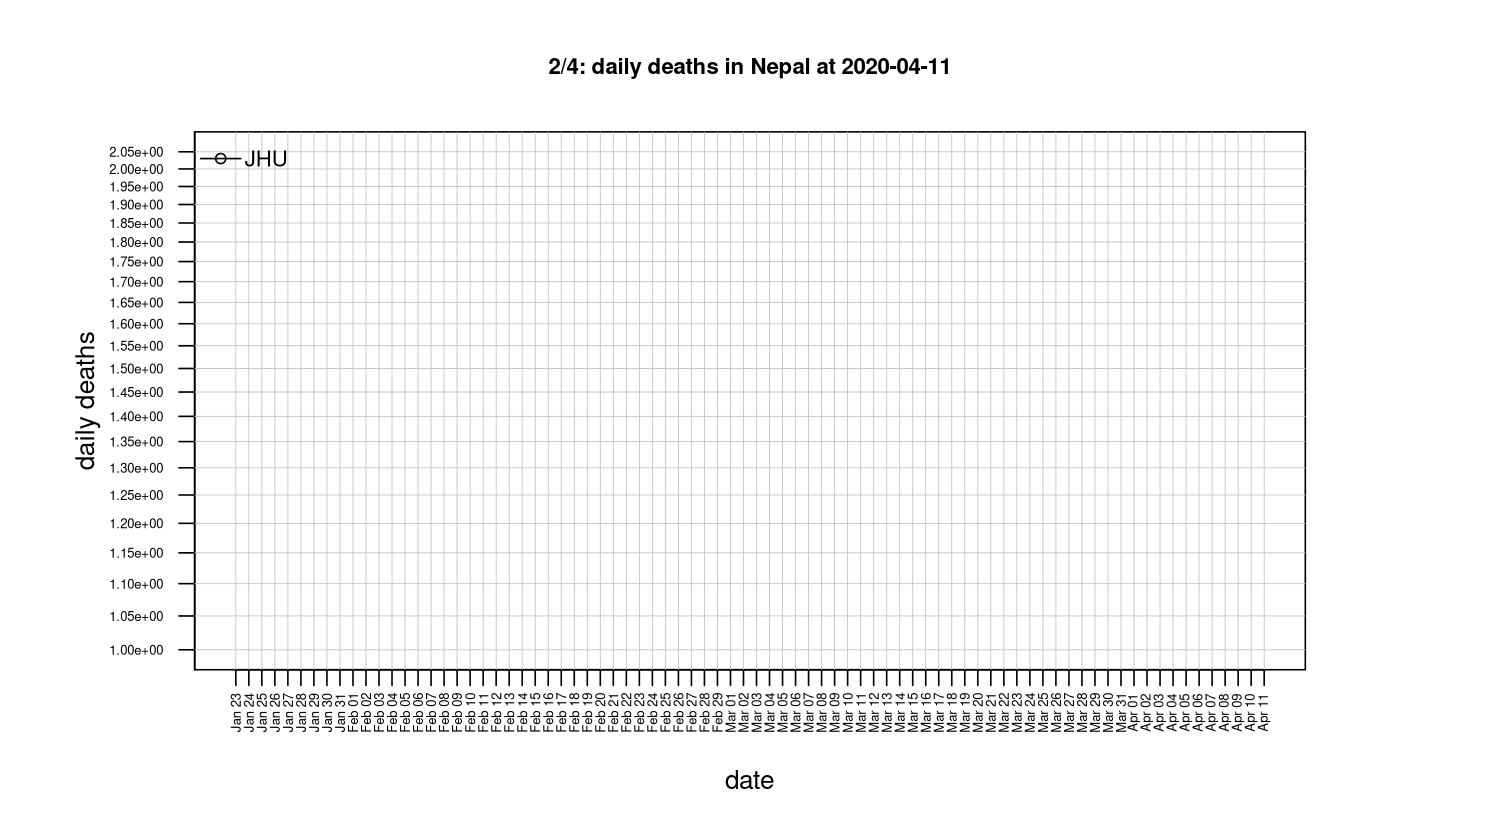 2/4: daily deaths in Nepal at 2020-04-11
JHU
daily deaths
2.05e+00
2.00e+00
1.95e+00
1.90e+00
1.85e+00
1.80e+00
1.75e+00
1.70e+00
1.65e+00
1.60e+00
1.55e+00
1.50e+00
1.45e+00
1.40e+00
1.35e+00
1.30e+00
1.25e+00
1.20e+00
1.15e+00
1.10e+00
1.05e+00
1.00e+00
Jan 23
Jan 24
Jan 25
Jan 26
Jan 27
Jan 28
Jan 29
Jan 30
Jan 31
Feb 01
Feb 02
Feb 03
Feb 04
Feb 05
Feb 06
Feb 07
Feb 08
Feb 09
Feb 10
Feb 11
Feb 12
Feb 13
Feb 14
Feb 15
Feb 16
Feb 17
Feb 18
Feb 19
Feb 20
Feb 21
Feb 22
Feb 23
Feb 24
Feb 25
Feb 26
Feb 27
Feb 28
Feb 29
Mar 01
Mar 02
Mar 03
Mar 04
Mar 05
Mar 06
Mar 07
Mar 08
Mar 09
Mar 10
Mar 11
Mar 12
Mar 13
Mar 14
Mar 15
Mar 16
Mar 17
Mar 18
Mar 19
Mar 20
Mar 21
Mar 22
Mar 23
Mar 24
Mar 25
Mar 26
Mar 27
Mar 28
Mar 29
Mar 30
Mar 31
Apr 01
Apr 02
Apr 03
Apr 04
Apr 05
Apr 06
Apr 07
Apr 08
Apr 09
Apr 10
Apr 11
date